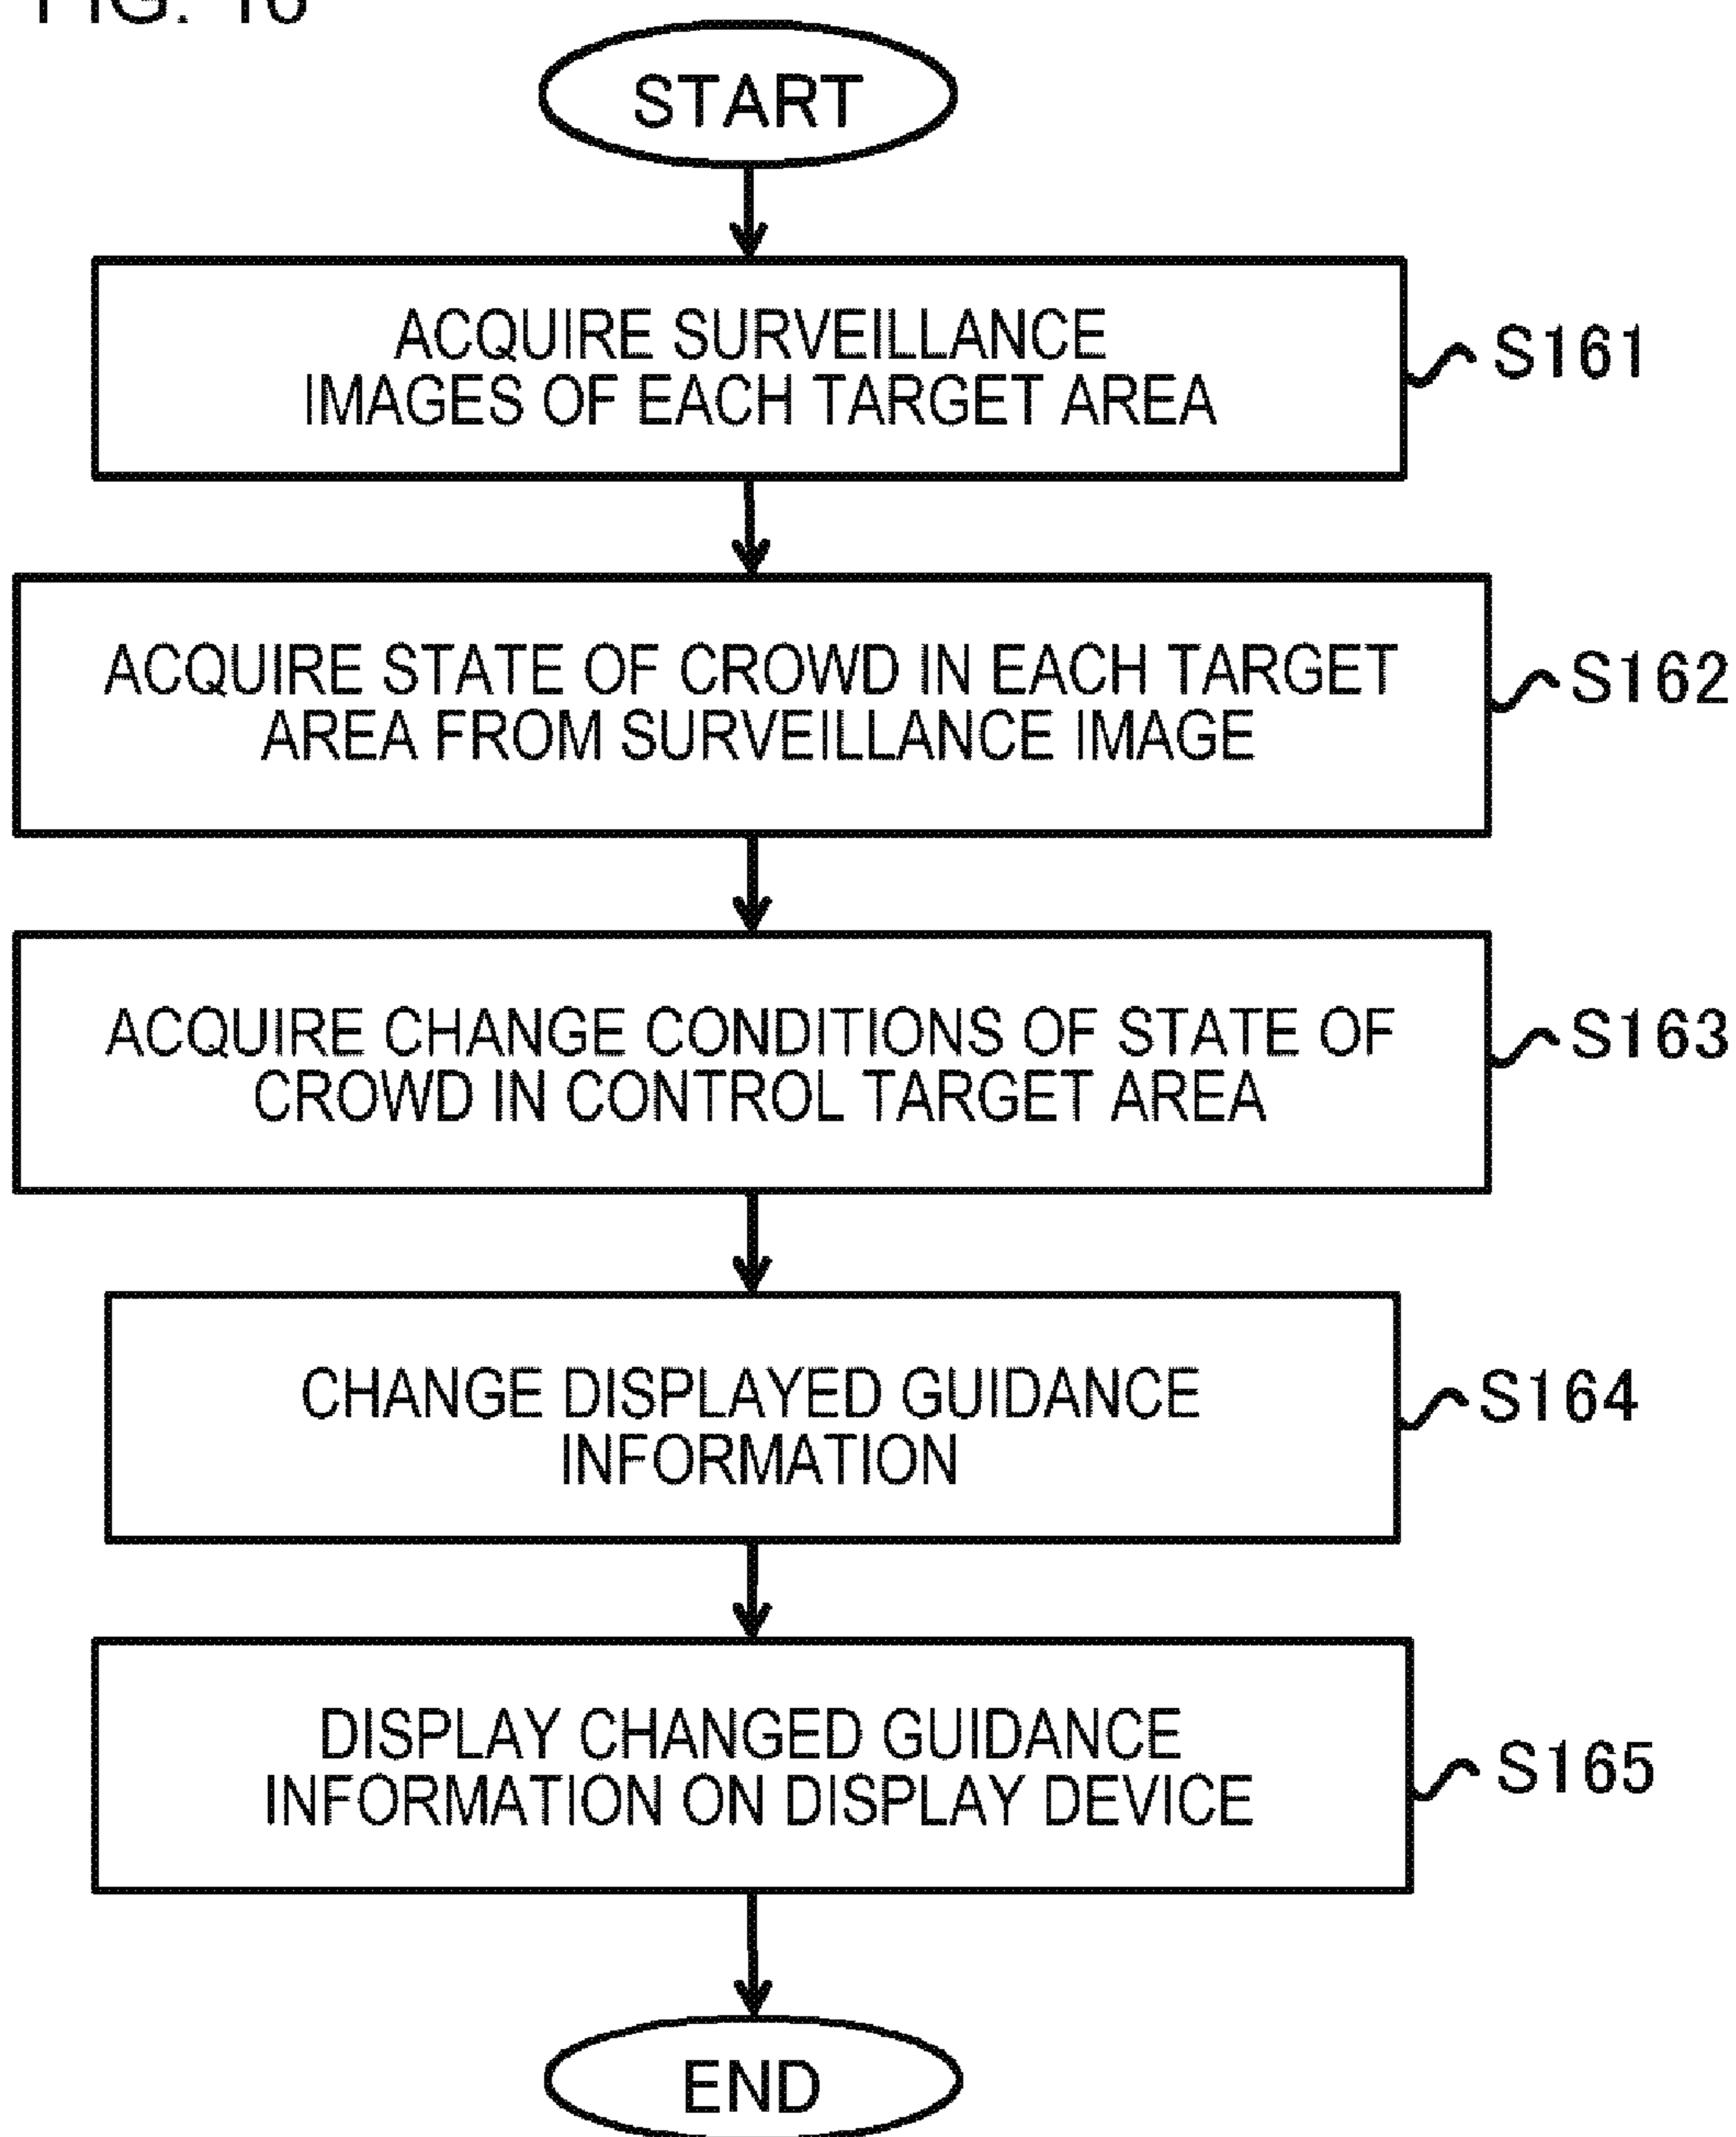 FIG. 16
START
ACQUIRE SURVEILLANCE
IMAGES OF EACH TARGET AREA
S161
ACQUIRE STATE OF CROWD IN EACH TARGET
AREA FROM SURVEILLANCE IMAGE
S162
ACQUIRE CHANGE CONDITIONS OF STATE OF
CROWD IN CONTROL TARGET AREA
S163
CHANGE DISPLAYED GUIDANCE
INFORMATION
S164
DISPLAY CHANGED GUIDANCE
INFORMATION ON DISPLAY DEVICE
S165
END